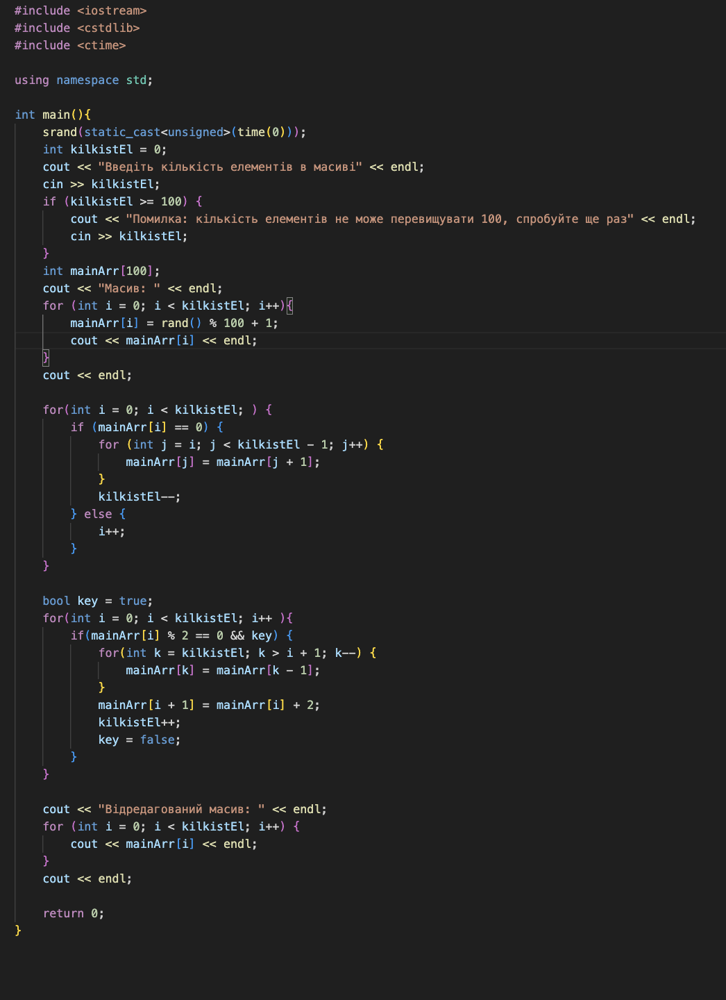 #include <iostream>
#include <cstdlib>
#include <ctime>

using namespace std;

int main(){
    srand(static_cast<unsigned>(time(0)));
    int kilkistEl = 0;
    cout << "Введіть кількість елементів в масиві" << endl;
    cin >> kilkistEl;
    if (kilkistEl >= 100) {
        cout << "Помилка: кількість елементів не може перевищувати 100, спробуйте ще раз" << endl;
        cin >> kilkistEl;
    }
    int mainArr[100];
    cout << "Масив: " << endl;
    for (int i = 0; i < kilkistEl; i++){
        mainArr[i] = rand() % 100 + 1;
        cout << mainArr[i] << endl;
    }
    cout << endl;

    for(int i = 0; i < kilkistEl; ) {
        if (mainArr[i] == 0) {
            for (int j = i; j < kilkistEl - 1; j++) {
                mainArr[j] = mainArr[j + 1];
            }
            kilkistEl--;
        } else {
            i++;
        }
    }

    bool key = true;
    for(int i = 0; i < kilkistEl; i++ ){
        if(mainArr[i] % 2 == 0 && key) {
            for(int k = kilkistEl; k > i + 1; k--) {
                mainArr[k] = mainArr[k - 1];
            }
            mainArr[i + 1] = mainArr[i] + 2;
            kilkistEl++;
            key = false;
        }
    }

    cout << "Відредагований масив: " << endl;
    for (int i = 0; i < kilkistEl; i++) {
        cout << mainArr[i] << endl;
    }
    cout << endl;

    return 0;
}